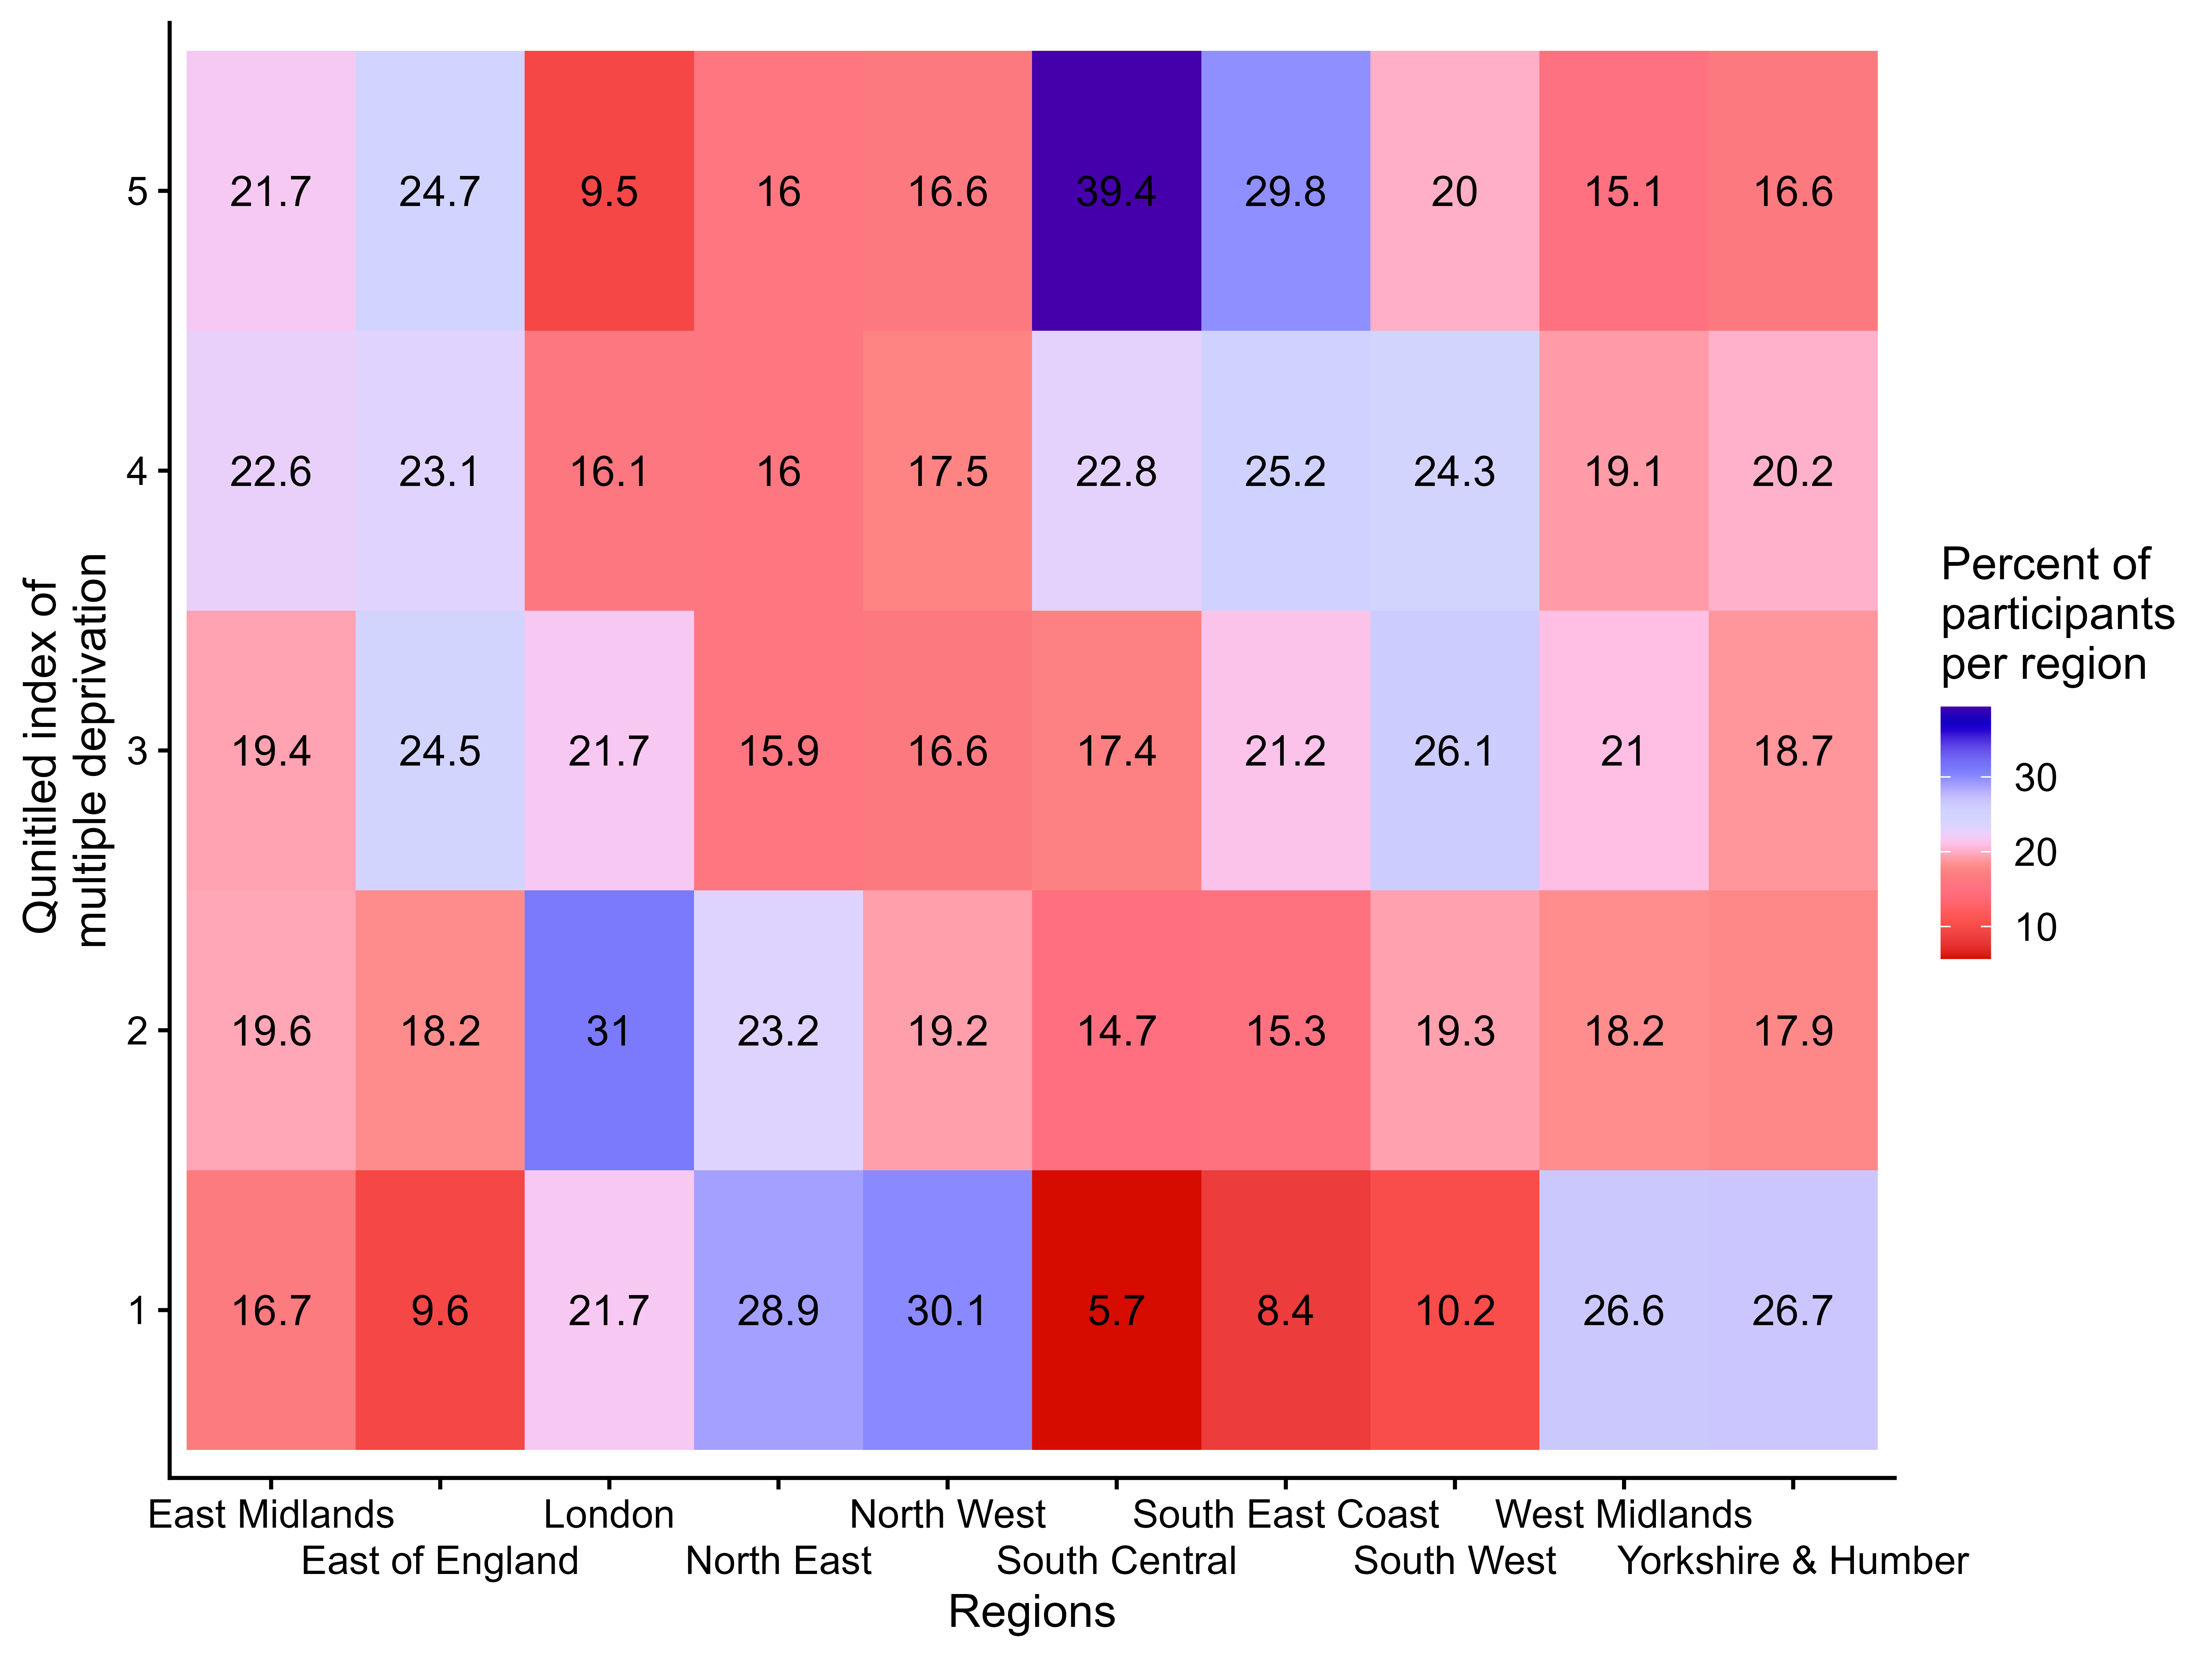 Qunitiled index of
multiple deprivation
5
21.7 24.7 9.5 16 16.6 39.4 29.8 20 15.1 16.6
4
22.6 23.1 16.1 16 17.5 22.8 25.2 24.3 19.1 20.2
3
19.4 24.5 21.7 15.9 16.6 17.4 21.2 26.1 21 18.7
2
19.6 18.2 31 23.2 19.2 14.7 15.3 19.3 18.2 17.9
1
16.7 9.6 21.7 28.9 30.1 5.7 8.4 10.2 26.6 26.7
East Midlands London North West South East Coast West Midlands
East of England North East South Central South West Yorkshire & Humber
Regions
Percent of
participants
per region
30
20
10